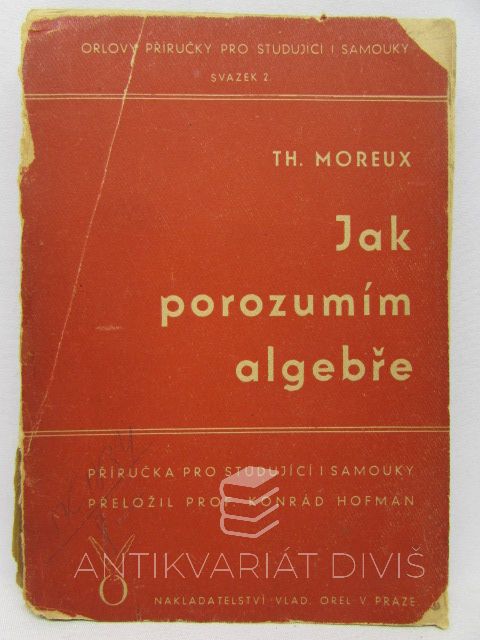 ORLOVY PŘÍRUČKY PRO STUDUJÍCÍ I SAMOUKY
SVAZEK 2.
TH. MOREUX
Jak
porozumím
algebře
PŘÍRUČKA PRO STUDUJÍCÍ I SAMOUKY
PŘELOŽIL PROF. KONRÁD HOFMAN
ANTIKVARIÁT DIVIŠ
NAKLADATELSTVÍ VLAD. OREL V PRAZE